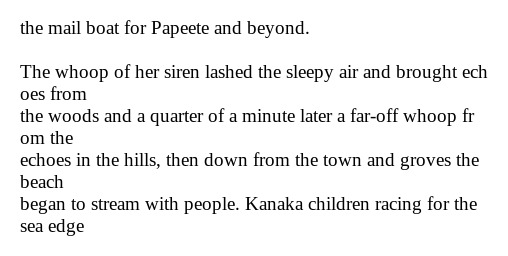 the mail boat for Papeete and beyond.
The whoop of her siren lashed the sleepy air and brought ech
oes from
the woods and a quarter of a minute later a far-off whoop fr
om the
echoes in the hills, then down from the town and groves the
beach
began to stream with people. Kanaka children racing for the
sea edge